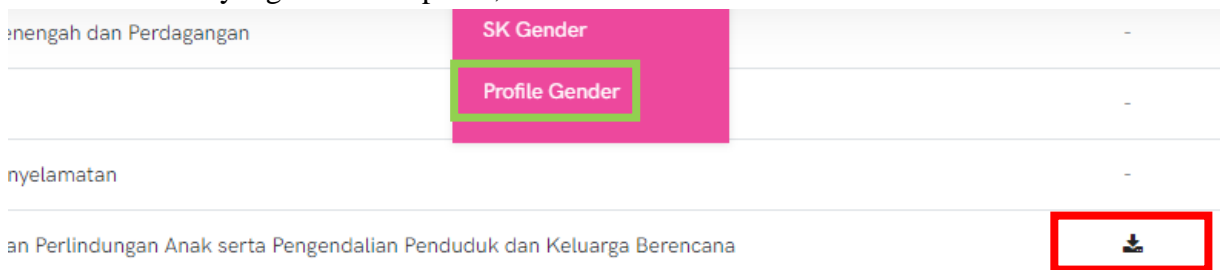 enengah dan Perdagangan SK Gender -
Profile Gender -
nyelamatan -
an Perlindungan Anak serta Pengendalian Penduduk dan Keluarga Berencana